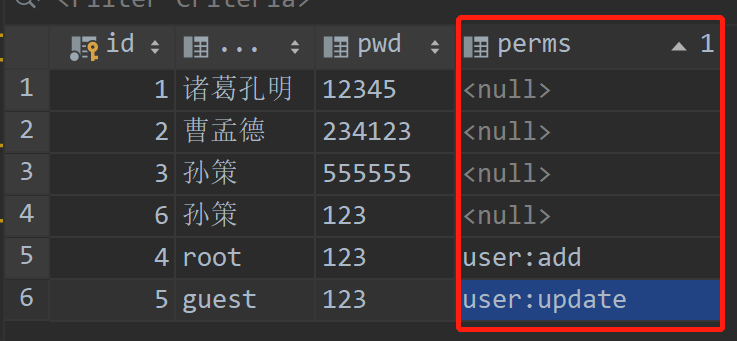 <Filter Criteria>
id ... pwd perms 1
1 1 诸葛孔明 12345 <null>
2 2 曹孟德 234123 <null>
3 3 孙策 555555 <null>
4 6 孙策 123 <null>
5 4 root 123 user:add
6 5 guest 123 user:update